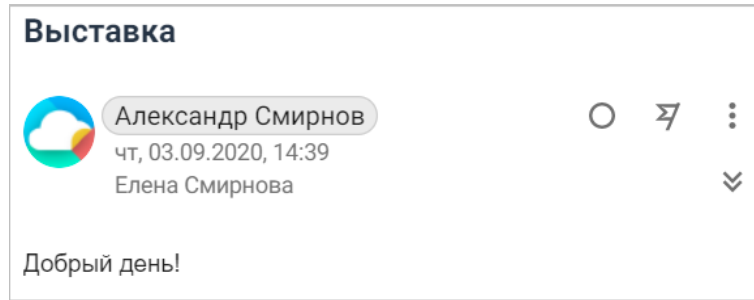 Выставка
Александр Смирнов
чт, 03.09.2020, 14:39
Елена Смирнова
Добрый день!